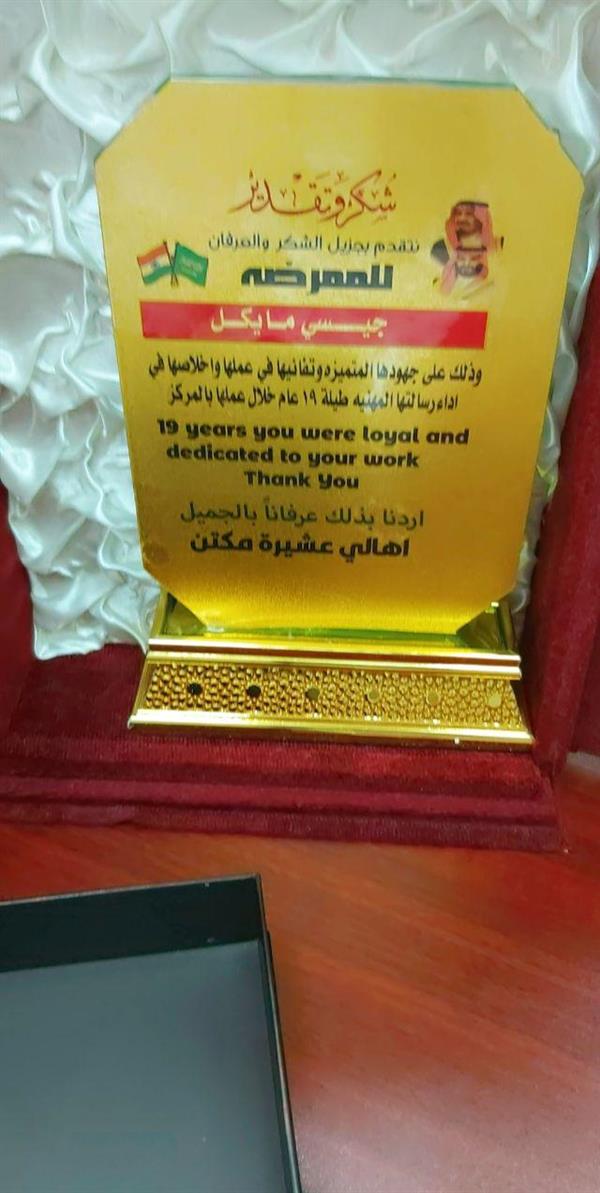 شكر وتقدير
نتقدم بجزيل الشكر والعرفان
للممرضه
جيسي مايكل
وذلك على جهودها المتميزه وتفانيها في عملها واخلاصها في
اداء رسالتها المهنيه طيلة ١٩ عام خلال عملها بالمركز
19 years you were loyal and
dedicated to your work
Thank You
اردنا بذلك عرفاناً بالجميل
اهالي عشيرة مكتن